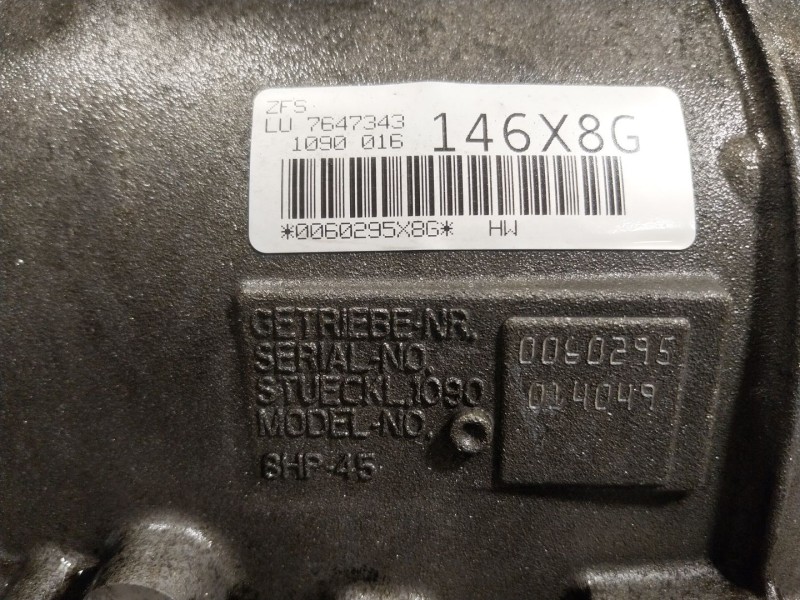 ZFS
LU 7647343
1090 016
146X8G
*0060295X8G* HW
GETRIEBE-NR.
SERIAL-NO.
STUECKL.1090
MODEL-NO.
6HP-45
0060295
014049